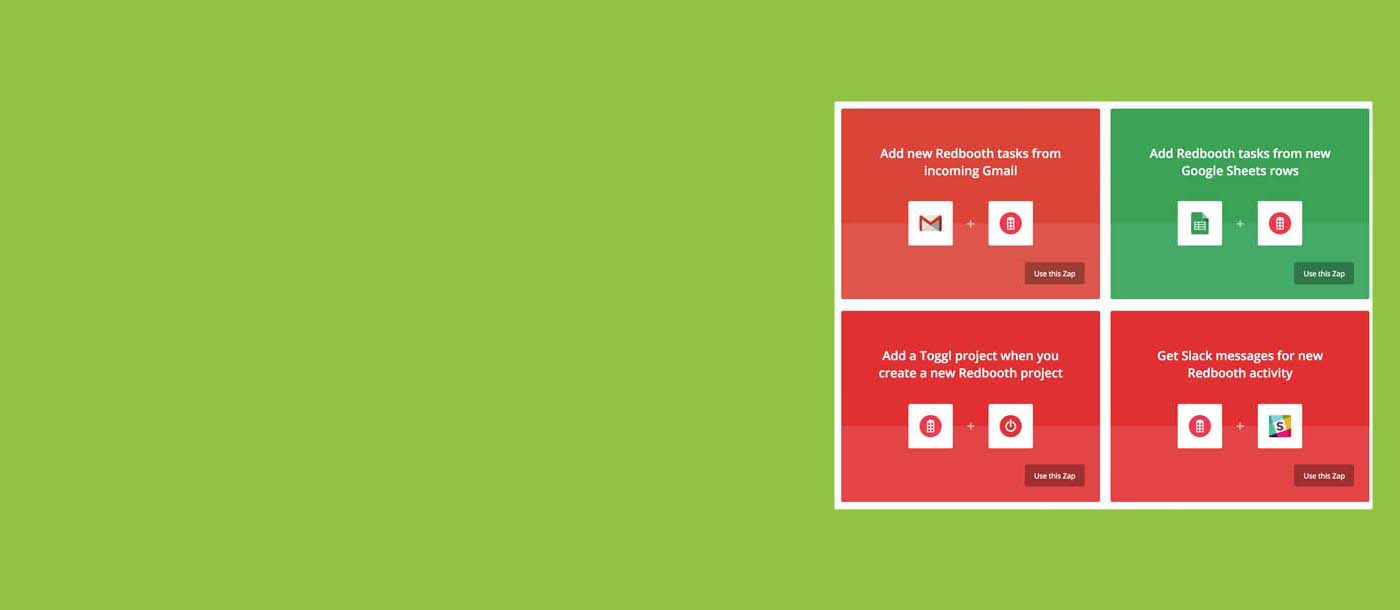 Add new Redbooth tasks from
incoming Gmail
+
Use this Zap
Add Redbooth tasks from new
Google Sheets rows
+
Use this Zap
Add a Toggl project when you
create a new Redbooth project
+
Use this Zap
Get Slack messages for new
Redbooth activity
+
S
Use this Zap